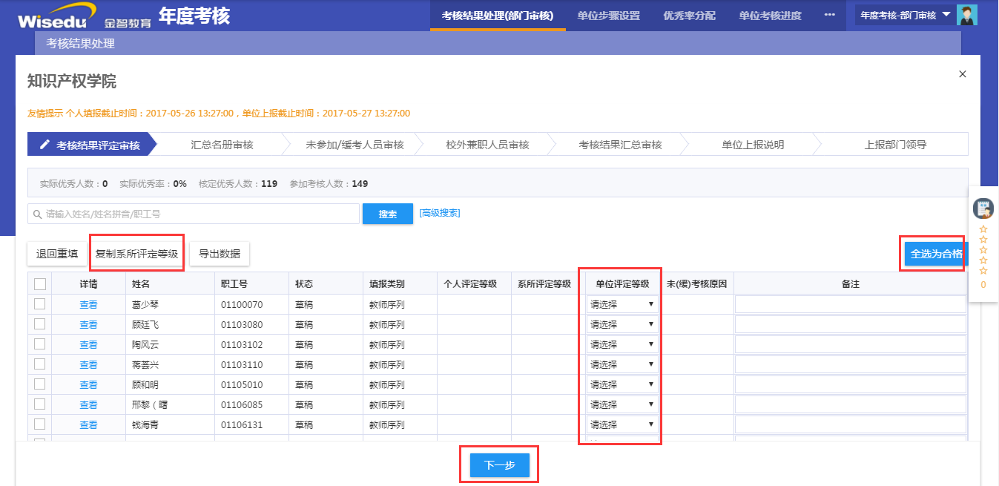 Wisedu 金智教育 年度考核 考核结果处理(部门审核) 单位步骤设置 优秀率分配 单位考核进度 ••• 年度考核-部门审核
考核结果处理
知识产权学院 ×
友情提示 个人填报截止时间：2017-05-26 13:27:00，单位上报截止时间：2017-05-27 13:27:00
考核结果评定审核 汇总名册审核 未参加/缓考人员审核 校外兼职人员审核 考核结果汇总审核 单位上报说明 上报部门领导
实际优秀人数：0 实际优秀率：0% 核定优秀人数：119 参加考核人数：149
请输入姓名/姓名拼音/职工号 搜索 [高级搜索]
退回重填 复制系所评定等级 导出数据 全选为合格
详情 姓名 职工号 状态 填报类别 个人评定等级 系所评定等级 单位评定等级 未(缓)考核原因 备注
查看 葛少琴 01100070 草稿 教师序列 请选择
查看 顾廷飞 01103080 草稿 教师序列 请选择
查看 陶风云 01103102 草稿 教师序列 请选择
查看 蒋荟兴 01103110 草稿 教师序列 请选择
查看 顾和明 01105010 草稿 教师序列 请选择
查看 邢黎（曙 01106085 草稿 教师序列 请选择
查看 钱海青 01106131 草稿 教师序列 请选择
0
下一步